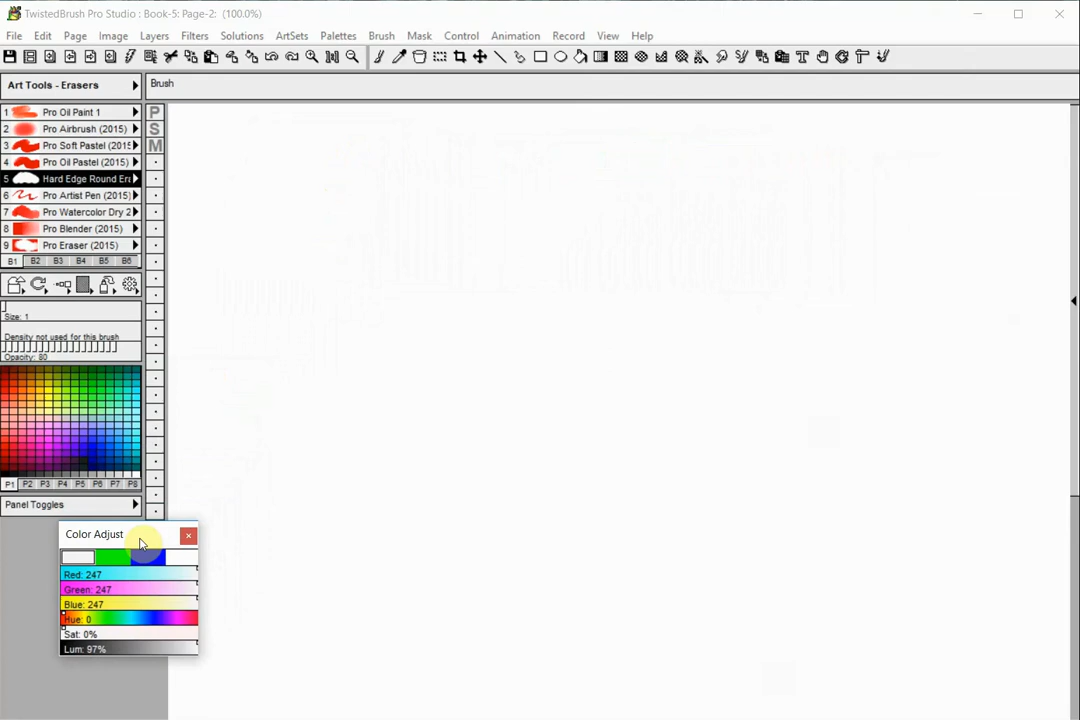 TwistedBrush Pro Studio : Book-5: Page-2: (100.0%)
File Edit Page Image Layers Filters Solutions ArtSets Palettes Brush Mask Control Animation Record View Help
Art Tools - Erasers
Brush
1 Pro Oil Paint 1
2 Pro Airbrush (2015)
3 Pro Soft Pastel (2015
4 Pro Oil Pastel (2015)
5 Hard Edge Round Era
6 Pro Artist Pen (2015)
7 Pro Watercolor Dry 2
8 Pro Blender (2015)
9 Pro Eraser (2015)
B1 B2 B3 B4 B5 B6
P
S
M
Size: 1
Density not used for this brush
Opacity: 80
P1 P2 P3 P4 P5 P6 P7 P8
Panel Toggles
Color Adjust
Red: 247
Green: 247
Blue: 247
Hue: 0
Sat: 0%
Lum: 97%